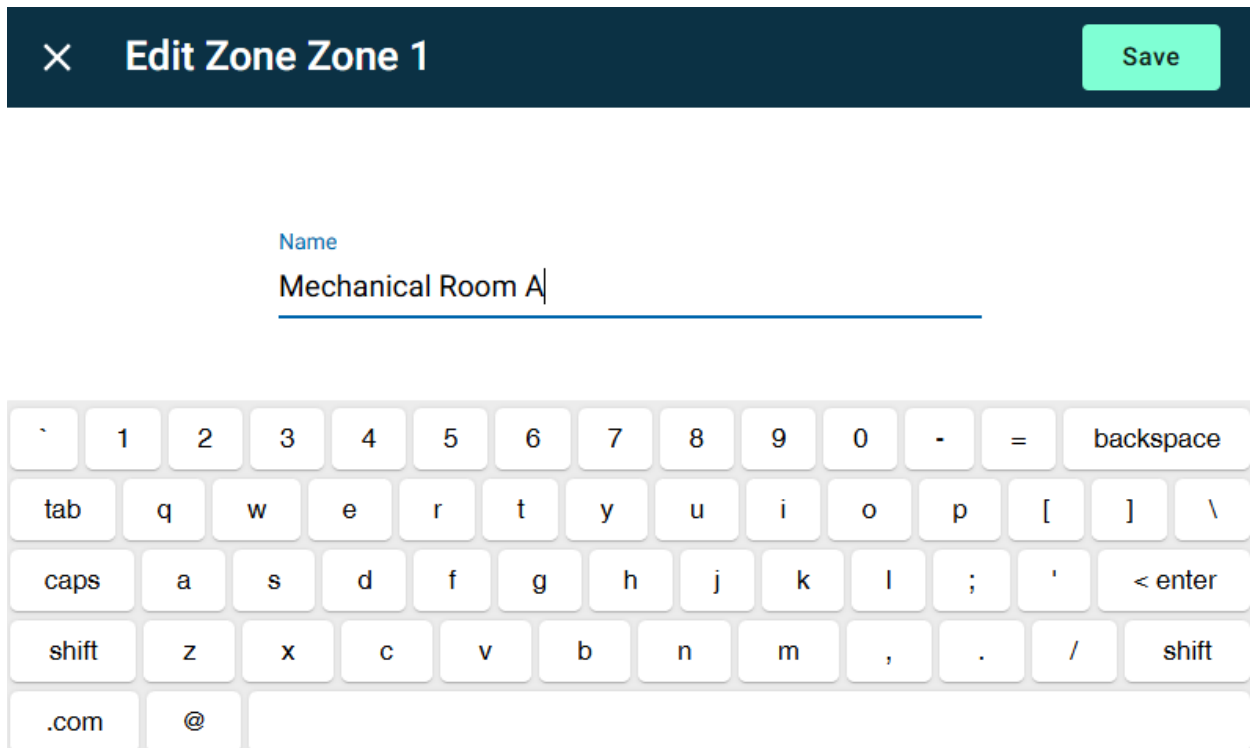 Edit Zone Zone 1 Save
Name
Mechanical Room A
` 1 2 3 4 5 6 7 8 9 0 - = backspace
tab q w e r t y u i o p [ ] \
caps a s d f g h j k l ; ' < enter
shift z x c v b n m , . / shift
.com @